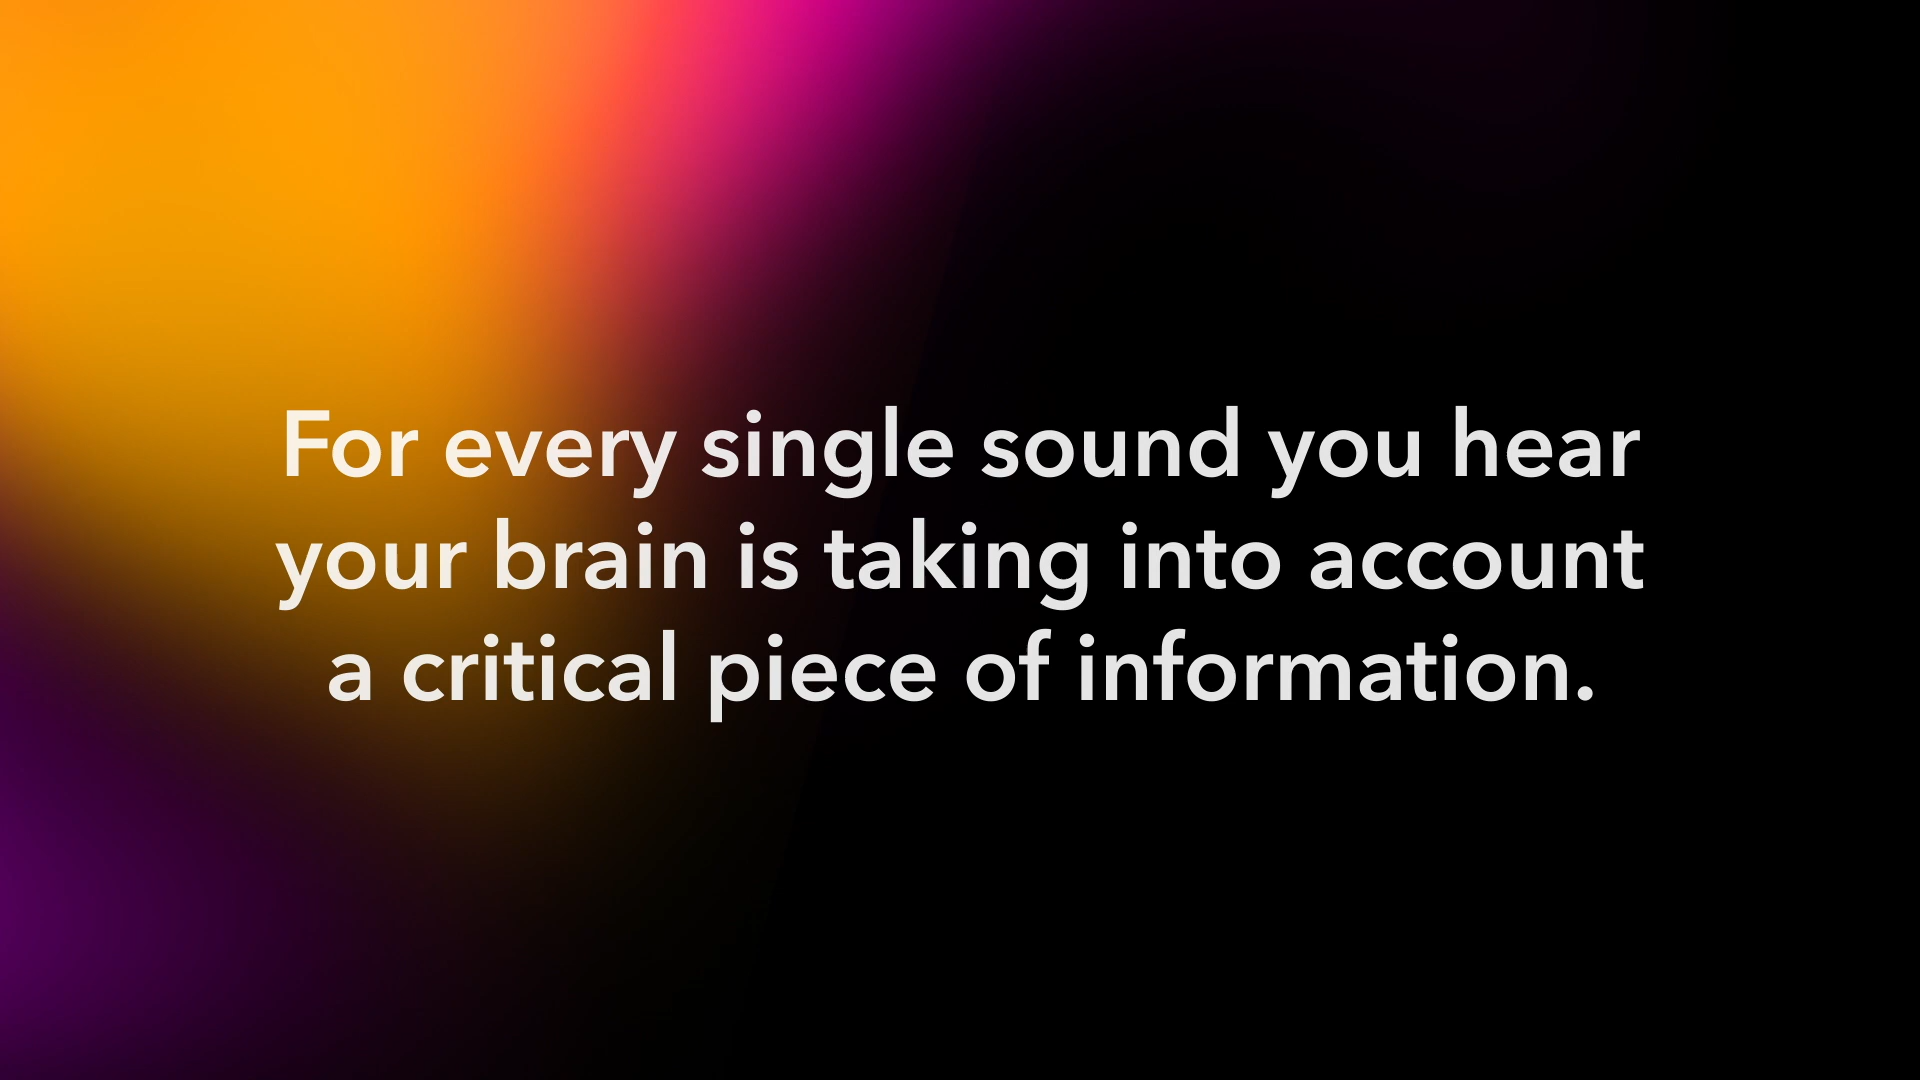 For every single sound you hear
your brain is taking into account
a critical piece of information.